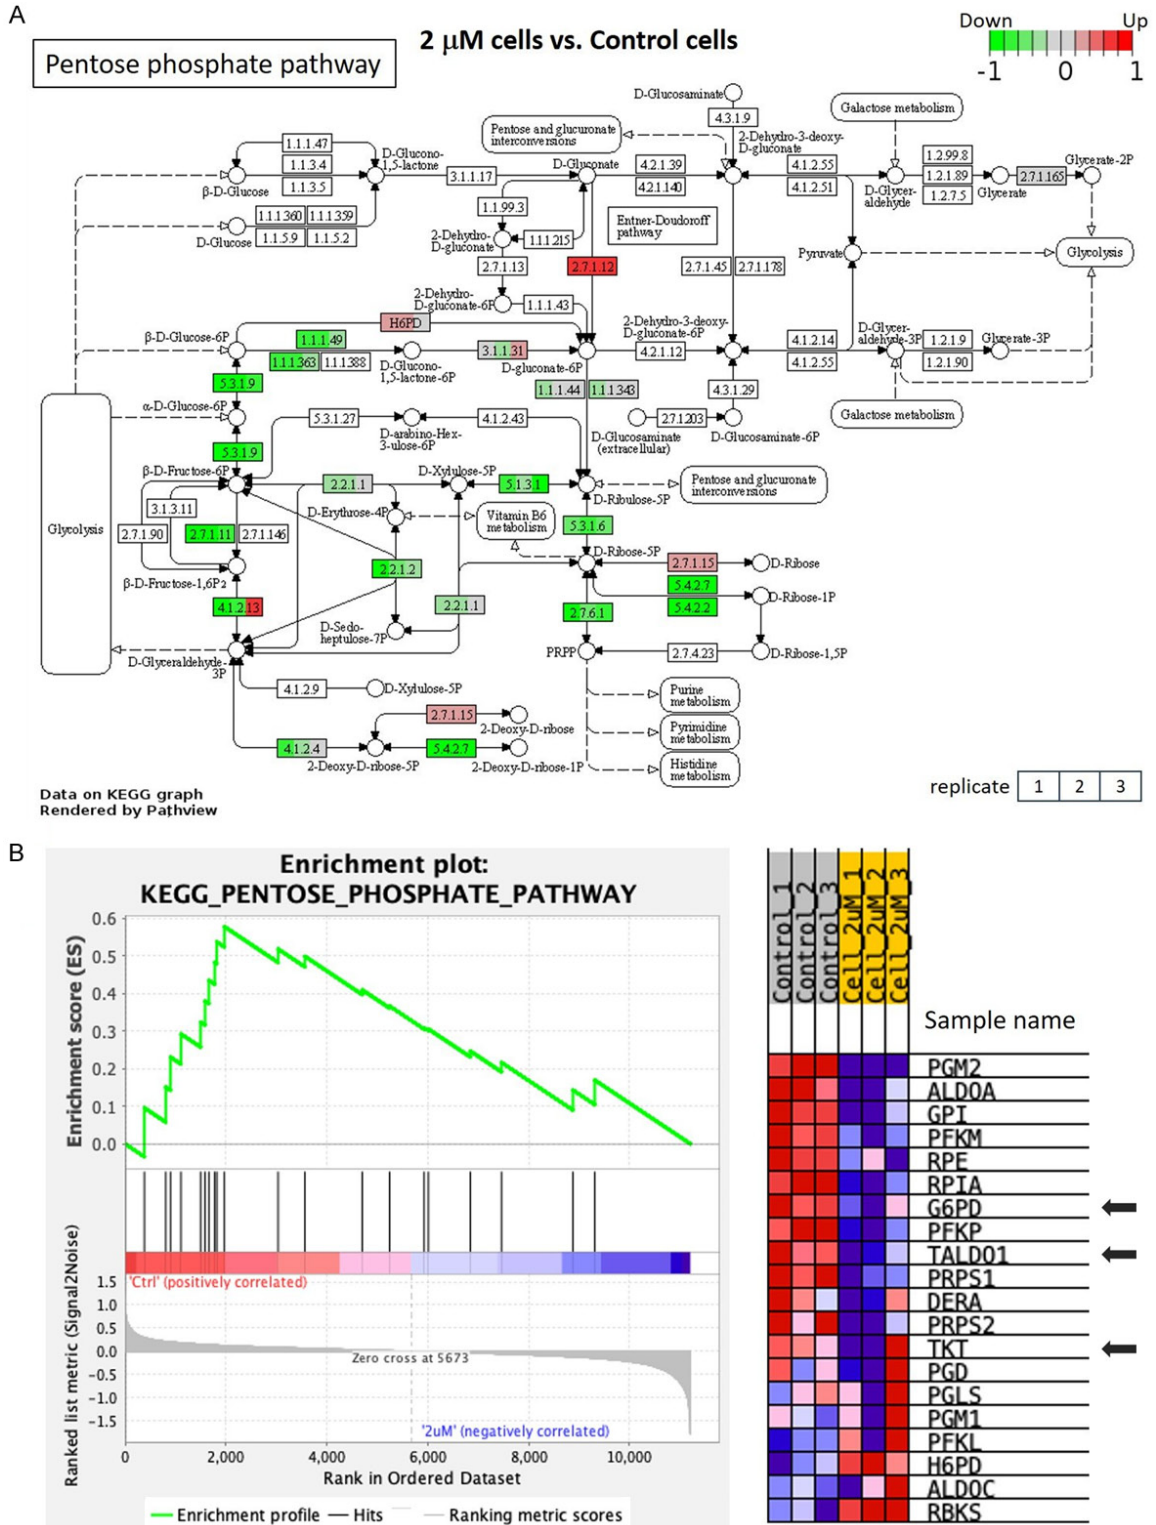 A
2 μM cells vs. Control cells
Down
Up
-1
0
1
Pentose phosphate pathway
D-Glucosaminate
4.3.1.9
Galactose metabolism
Pentose and glucuronate
interconversions
2-Dehydro-3-deoxy-
D-gluconate
1.1.1.47
1.1.3.4
1.1.3.5
D-Glucono-
1,5-lactone
β-D-Glucose
3.1.1.17
D-Gluconate
4.2.1.39
4.2.1.140
4.1.2.55
4.1.2.51
1.2.99.8
1.2.1.89
1.2.7.5
D-Glycer-
aldehyde
Glycerate
2.7.1.165
Glycerate-2P
1.1.1.360
1.1.1.359
1.1.5.9
1.1.5.2
D-Glucose
1.1.99.3
2-Dehydro-
D-gluconate
1.1.1.215
Entner-Doudoroff
pathway
2.7.1.13
2.7.1.12
2.7.1.45
2.7.1.178
Pyruvate
Glycolysis
2-Dehydro-
D-gluconate-6P
1.1.1.43
H6PD
β-D-Glucose-6P
1.1.1.49
1.1.1.363
1.1.1.388
D-Glucono-
1,5-lactone-6P
3.1.1.31
D-gluconate-6P
2-Dehydro-3-deoxy-
gluconate-6P
4.2.1.12
4.1.2.14
4.1.2.55
D-Glycer-
aldehyde-3P
1.2.1.9
1.2.1.90
Glycerate-3P
5.3.1.9
1.1.1.44
1.1.1.343
4.3.1.29
α-D-Glucose-6P
5.3.1.27
D-arabino-Hex-
3-ulose-6P
4.1.2.43
D-Glucosaminate
(extracellular)
2.7.1.203
D-Glucosaminate-6P
Galactose metabolism
5.3.1.9
β-D-Fructose-6P
2.2.1.1
D-Xylulose-5P
5.1.3.1
D-Ribulose-5P
Pentose and glucuronate
interconversions
Glycolysis
3.1.3.11
2.7.1.90
2.7.1.11
2.7.1.146
D-Erythrose-4P
Vitamin B6
metabolism
5.3.1.6
β-D-Fructose-1,6P2
2.2.1.2
D-Ribose-5P
2.7.1.15
D-Ribose
5.4.2.7
5.4.2.2
D-Ribose-1P
4.1.2.13
2.2.1.1
2.7.6.1
D-Sedo-
heptulose-7P
D-Glyceraldehyde-
3P
PRPP
2.7.4.23
D-Ribose-1,5P
4.1.2.9
D-Xylulose-5P
Purine
metabolism
2.7.1.15
2-Deoxy-D-ribose
Pyrimidine
metabolism
4.1.2.4
2-Deoxy-D-ribose-5P
5.4.2.7
2-Deoxy-D-ribose-1P
Histidine
metabolism
Data on KEGG graph
Rendered by Pathview
replicate
1
2
3
B
Enrichment plot:
KEGG_PENTOSE_PHOSPHATE_PATHWAY
Enrichment score (ES)
0.6
0.5
0.4
0.3
0.2
0.1
0.0
'Ctrl' (positively correlated)
Ranked list metric (Signal2Noise)
1.5
1.0
0.5
0.0
-0.5
-1.0
-1.5
Zero cross at 5673
'2uM' (negatively correlated)
0
2,000
4,000
6,000
8,000
10,000
Rank in Ordered Dataset
Enrichment profile
Hits
Ranking metric scores
Control_1
Control_2
Control_3
Cell_2uM_1
Cell_2uM_2
Cell_2uM_3
Sample name
PGM2
ALDOA
GPI
PFKM
RPE
RPIA
G6PD
PFKP
TALDO1
PRPS1
DERA
PRPS2
TKT
PGD
PGLS
PGM1
PFKL
H6PD
ALDOC
RBKS